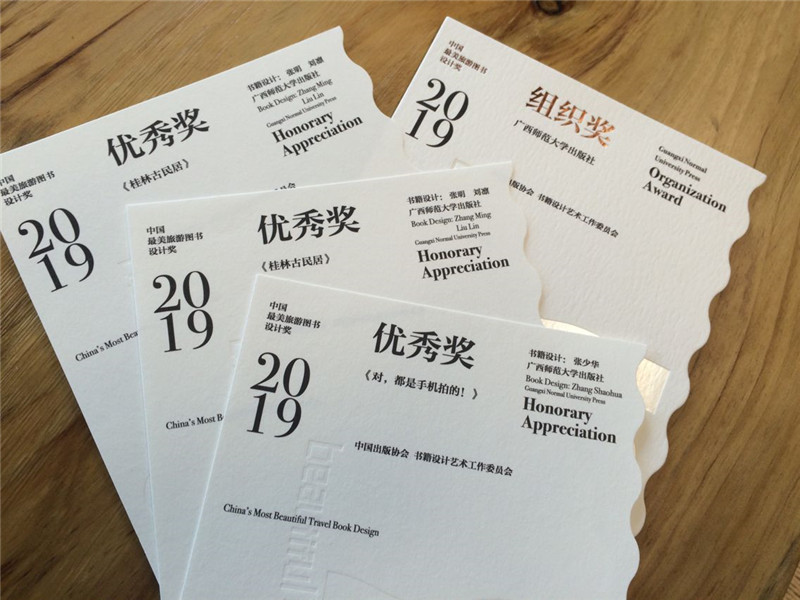 中国
最美旅游图书
设计奖
2019
优秀奖
《桂林古民居》
书籍设计：张明 刘凛
广西师范大学出版社
Book Design: Zhang Ming
Liu Lin
Guangxi Normal University Press
Honorary
Appreciation
China's Most Beautiful
中国
最美旅游图书
设计奖
2019
组织奖
广西师范大学出版社
Guangxi Normal
University Press
Organization
Award
出版协会 书籍设计艺术工作委员会
中国
最美旅游图书
设计奖
2019
优秀奖
《桂林古民居》
书籍设计：张明 刘凛
广西师范大学出版社
Book Design: Zhang Ming
Liu Lin
Guangxi Normal University Press
Honorary
Appreciation
China's Most
中国
最美旅游图书
设计奖
2019
优秀奖
《对，都是手机拍的！》
书籍设计：张少华
广西师范大学出版社
Book Design: Zhang Shaohua
Guangxi Normal University Press
Honorary
Appreciation
中国出版协会 书籍设计艺术工作委员会
China's Most Beautiful Travel Book Design
beautiful